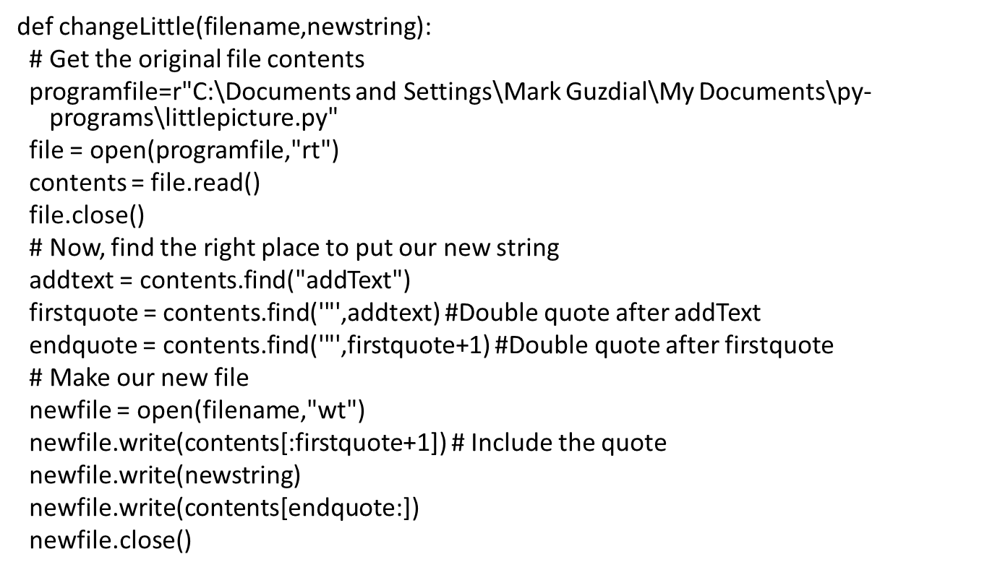 def changeLittle(filename,newstring):
# Get the original file contents
programfile=r"C:\Documents and Settings\Mark Guzdial\My Documents\py-
programs\littlepicture.py"
file = open(programfile,"rt")
contents = file.read()
file.close()
# Now, find the right place to put our new string
addtext = contents.find("addText")
firstquote = contents.find('"',addtext) #Double quote after addText
endquote = contents.find('"',firstquote+1) #Double quote after firstquote
# Make our new file
newfile = open(filename,"wt")
newfile.write(contents[:firstquote+1]) # Include the quote
newfile.write(newstring)
newfile.write(contents[endquote:])
newfile.close()